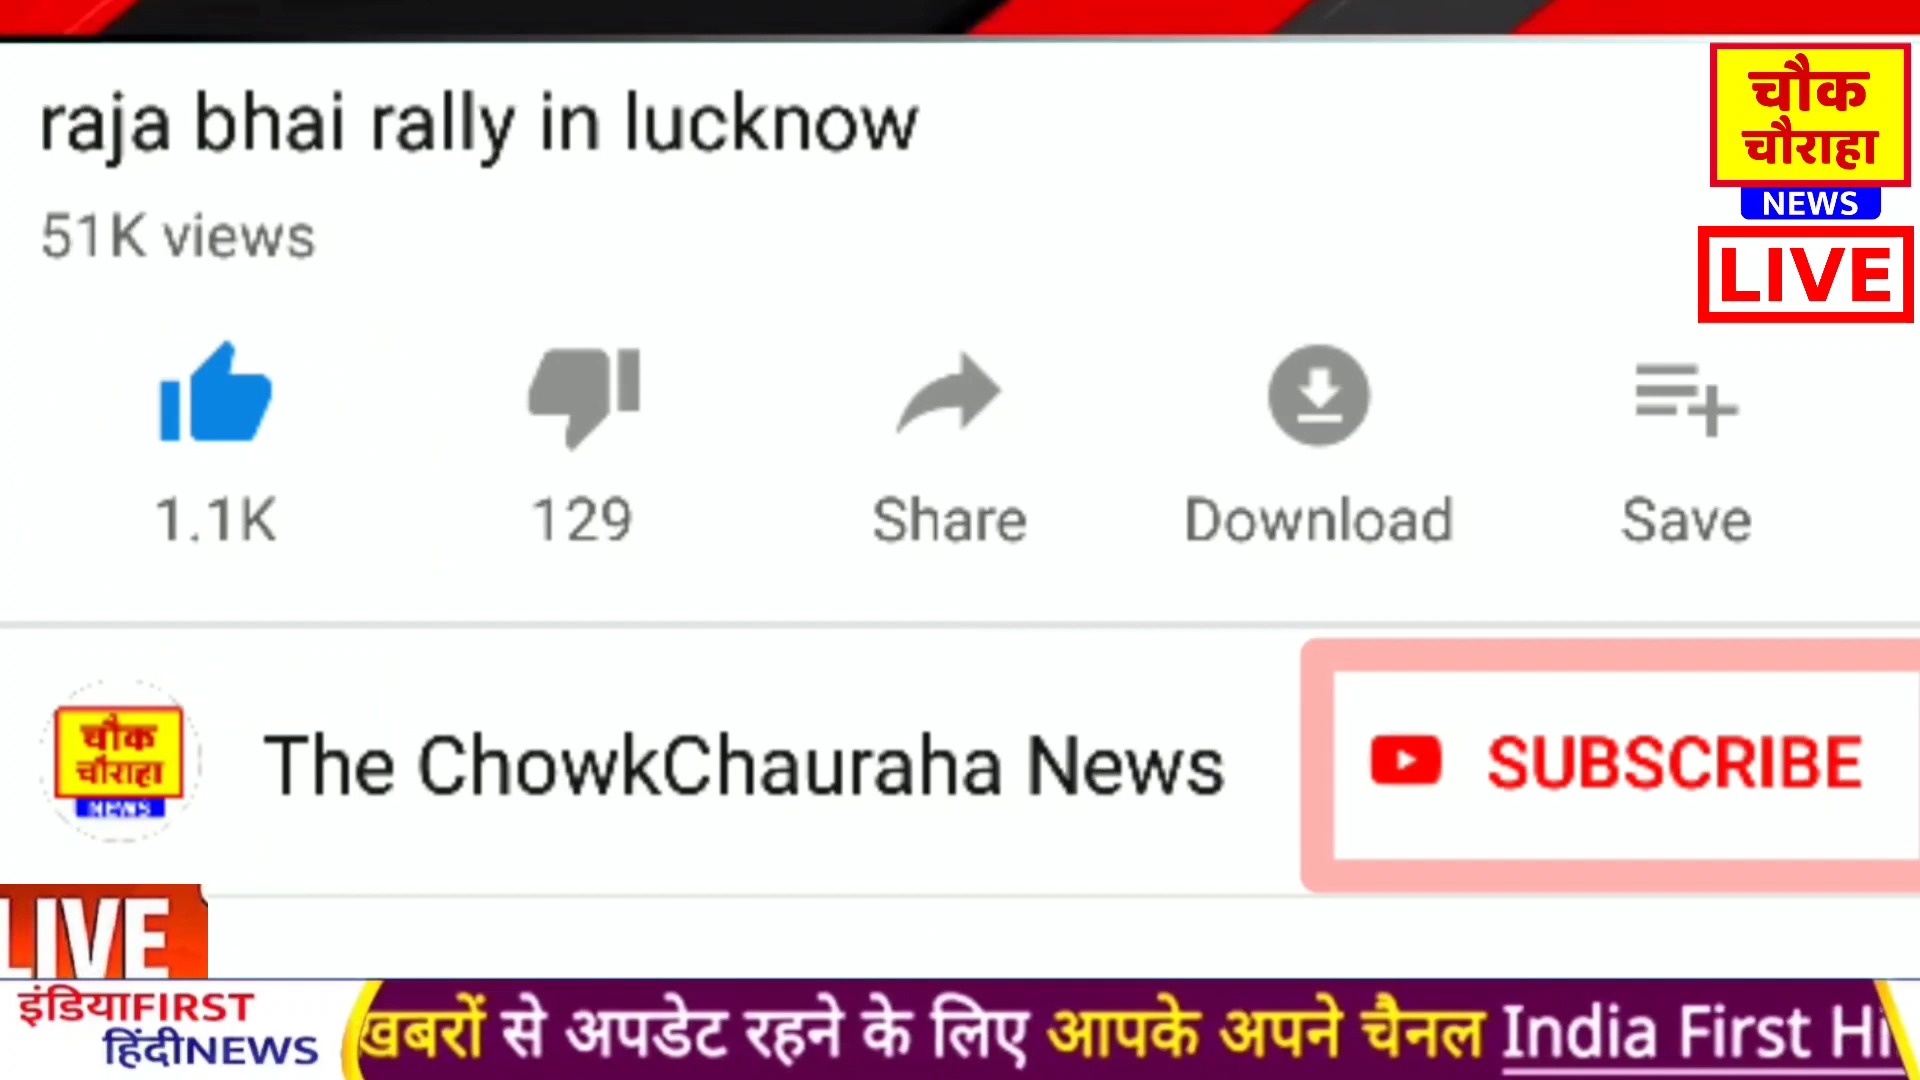 raja bhai rally in lucknow
51K views
चौक
चौराहा
NEWS
LIVE
1.1K
129
Share
Download
Save
चौक
चौराहा
NEWS
The ChowkChauraha News
SUBSCRIBE
LIVE
इंडियाFIRST
हिंदीNEWS
खबरों से अपडेट रहने के लिए आपके अपने चैनल India First Hi